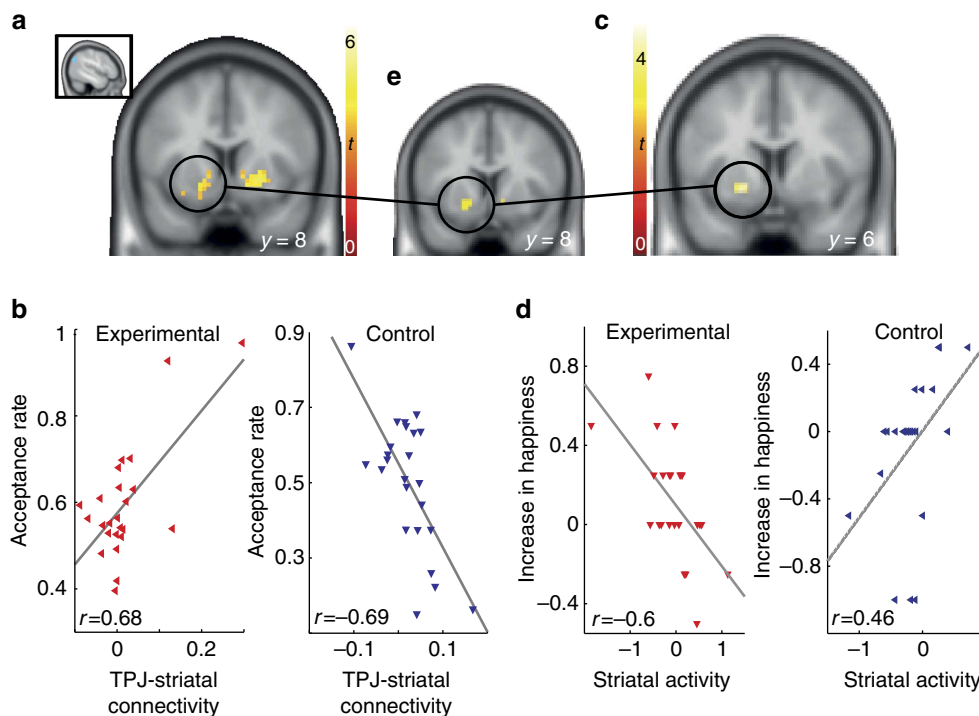 a
6
t
0
y = 8
e
y = 8
c
4
t
0
y = 6
b
Experimental
Acceptance rate
1
0.8
0.6
0.4
r=0.68
0
0.2
TPJ-striatal
connectivity
Control
Acceptance rate
0.9
0.7
0.5
0.3
r=−0.69
−0.1
0.1
TPJ-striatal
connectivity
d
Experimental
Increase in happiness
0.8
0.4
0
−0.4
r=−0.6
−1
0
1
Striatal activity
Control
Increase in happiness
0.4
0
−0.4
−0.8
r=0.46
−1
0
Striatal activity